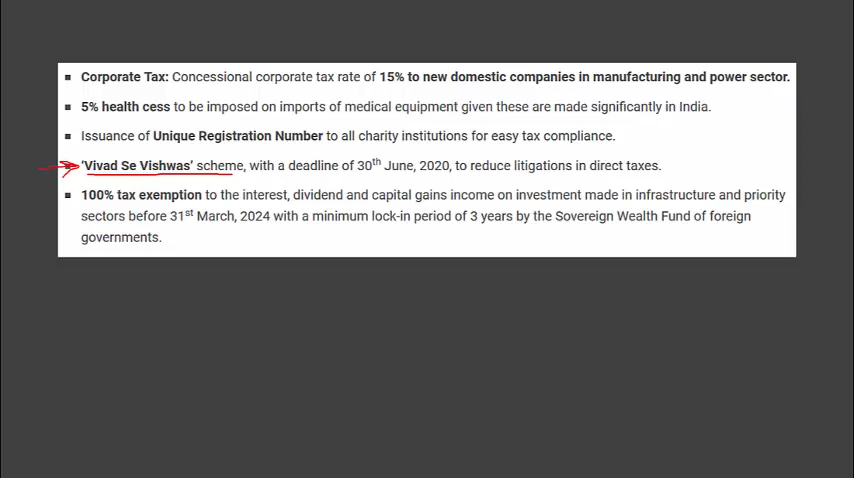 Corporate Tax: Concessional corporate tax rate of 15% to new domestic companies in manufacturing and power sector.
5% health cess to be imposed on imports of medical equipment given these are made significantly in India.
Issuance of Unique Registration Number to all charity institutions for easy tax compliance.
‘Vivad Se Vishwas’ scheme, with a deadline of 30th June, 2020, to reduce litigations in direct taxes.
100% tax exemption to the interest, dividend and capital gains income on investment made in infrastructure and priority
sectors before 31st March, 2024 with a minimum lock-in period of 3 years by the Sovereign Wealth Fund of foreign
governments.